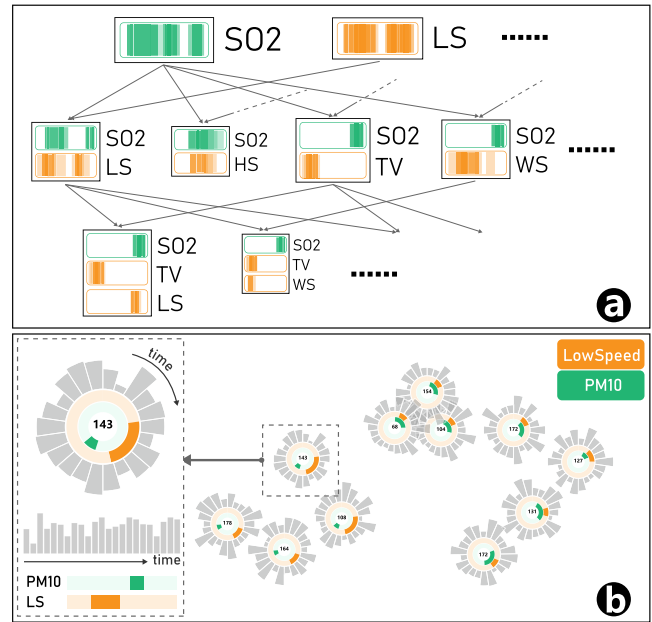 SO2
LS
SO2
LS
SO2
HS
SO2
TV
SO2
WS
SO2
TV
LS
SO2
TV
WS
a
LowSpeed
PM10
time
143
time
PM10
LS
154
68
104
172
143
127
178
108
131
164
172
b